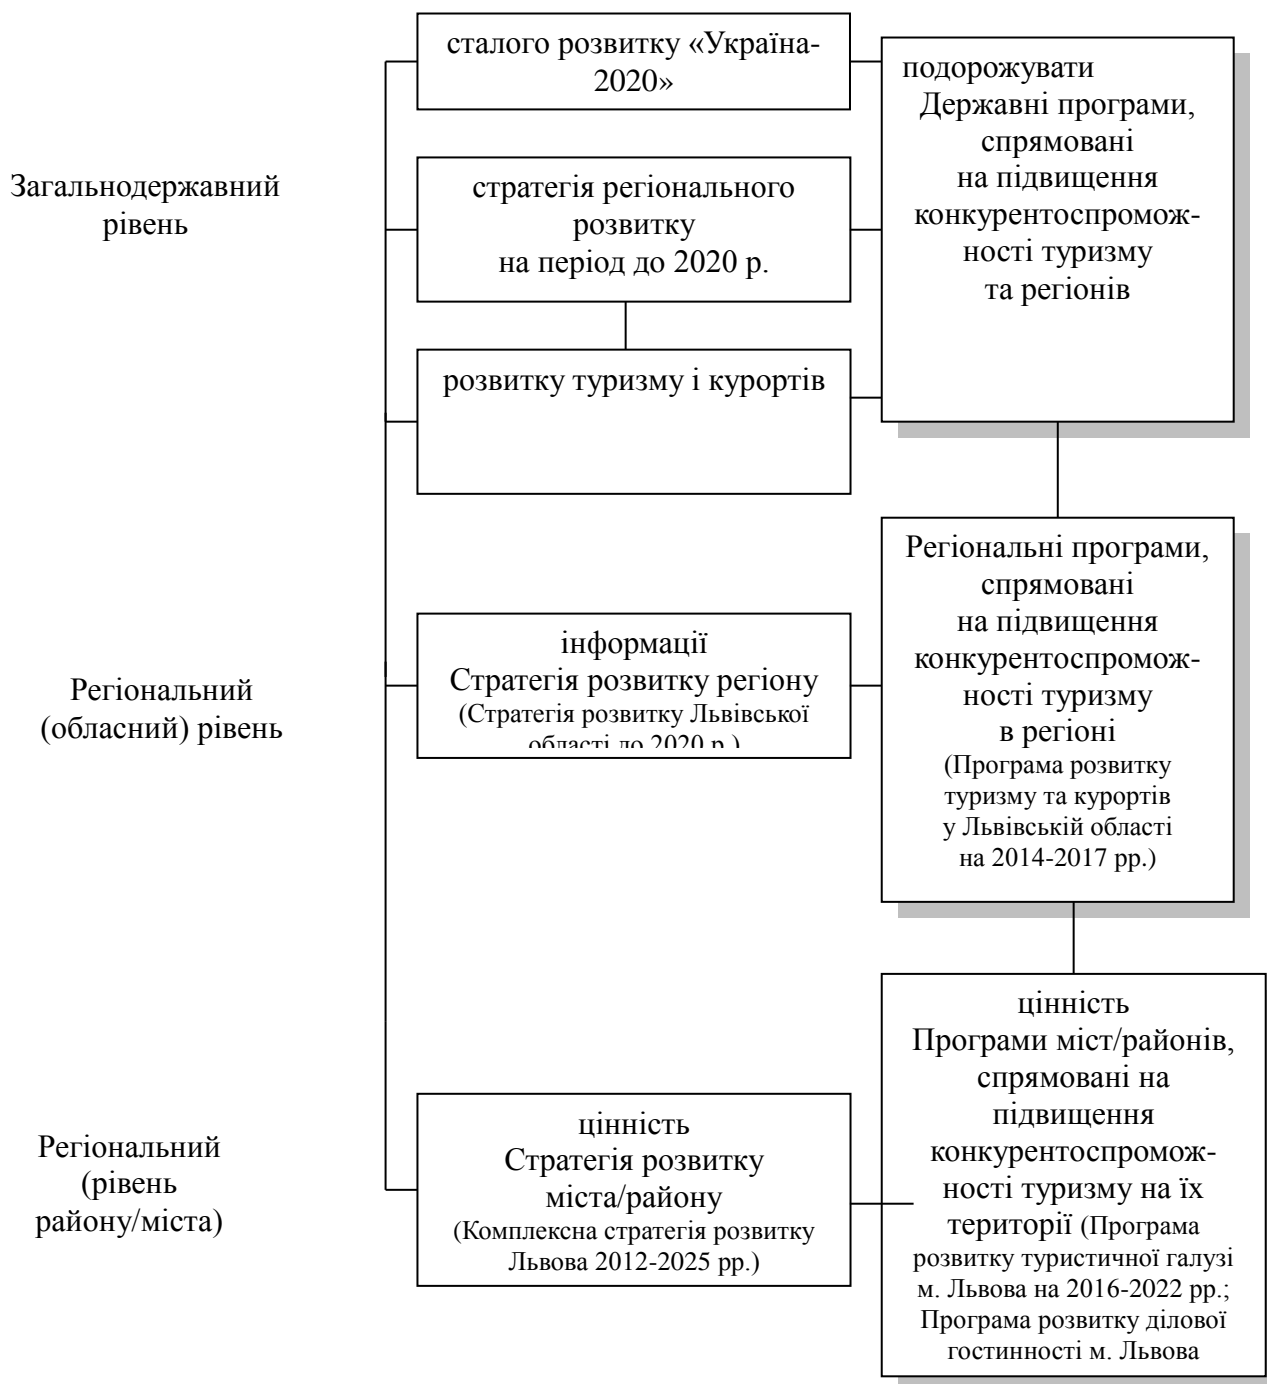 сталого розвитку «Україна-
2020»
подорожувати
Державні програми,
спрямовані
на підвищення
конкурентоспромож-
ності туризму
та регіонів
Загальнодержавний
рівень
стратегія регіонального
розвитку
на період до 2020 р.
розвитку туризму і курортів
Регіональні програми,
спрямовані
на підвищення
конкурентоспромож-
ності туризму
в регіоні
(Програма розвитку
туризму та курортів
у Львівській області
на 2014-2017 рр.)
Регіональний
(обласний) рівень
інформації
Стратегія розвитку регіону
(Стратегія розвитку Львівської
області до 2020 р.)
цінність
Програми міст/районів,
спрямовані на
підвищення
конкурентоспромож-
ності туризму на їх
території (Програма
розвитку туристичної галузі
м. Львова на 2016-2022 рр.;
Програма розвитку ділової
гостинності м. Львова
Регіональний
(рівень
району/міста)
цінність
Стратегія розвитку
міста/району
(Комплексна стратегія розвитку
Львова 2012-2025 рр.)